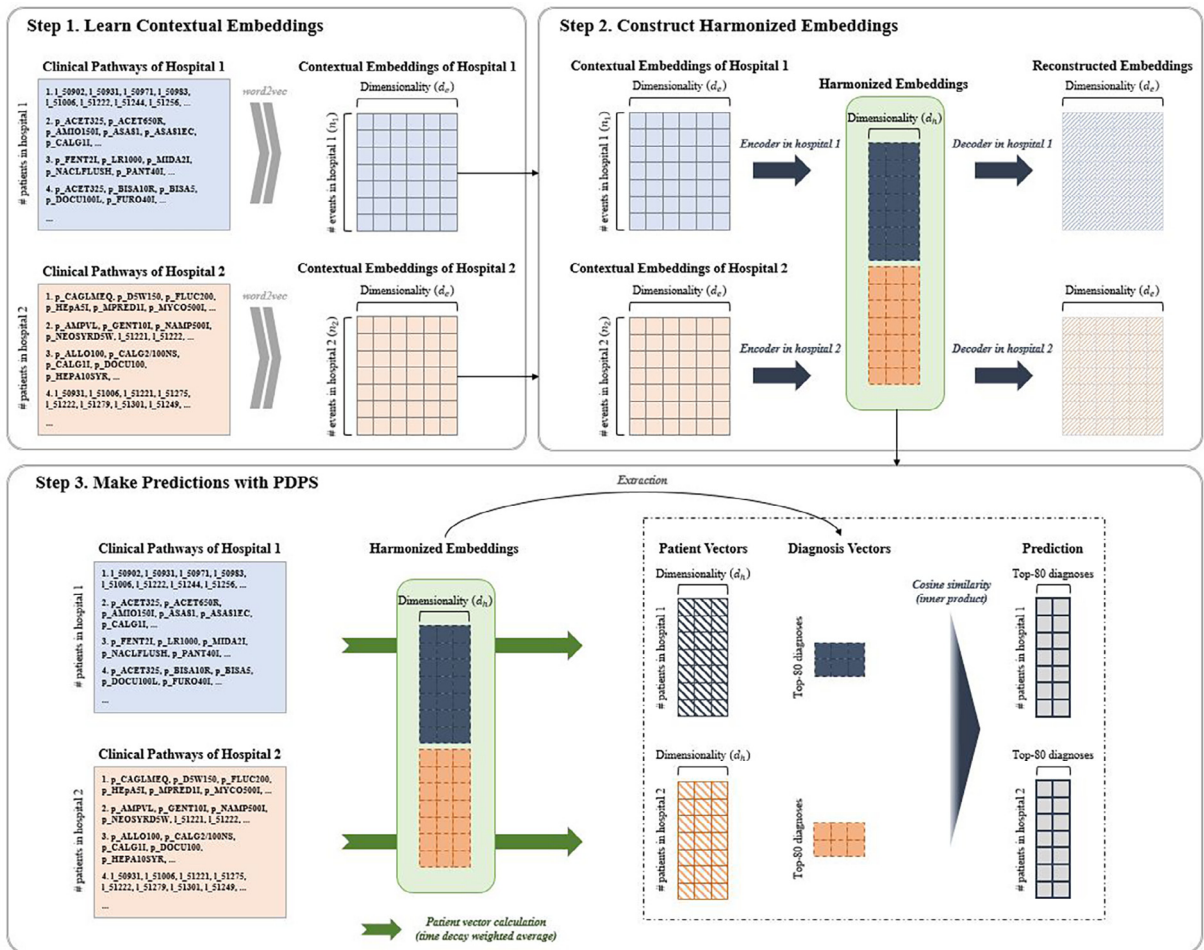 Step 1. Learn Contextual Embeddings
Clinical Pathways of Hospital 1
# patients in hospital 1
1. l_50902, l_50931, l_50971, l_50983,
l_51006, l_51222, l_51244, l_51256, ...
2. p_ACET325, p_ACET650R,
p_AMIO150I, p_ASA81, p_ASA81EC,
p_CALG1I, ...
3. p_FENT2I, p_LR1000, p_MIDA2I,
p_NACLFLUSH, p_PANT40I, ...
4. p_ACET325, p_BISA10R, p_BISA5,
p_DOCU100L, p_FURO40I, ...
...
word2vec
Contextual Embeddings of Hospital 1
Dimensionality (dₑ)
# events in hospital 1 (n₁)
Clinical Pathways of Hospital 2
# patients in hospital 2
1. p_CAGLMEQ, p_D5W150, p_FLUC200,
p_HEpA5I, p_MPRED1I, p_MYCO500I, ...
2. p_AMPVL, p_GENT10I, p_NAMP500I,
p_NEOSYRD5W, l_51221, l_51222, ...
3. p_ALLO100, p_CALG2/100NS,
p_CALG1I, p_DOCU100,
p_HEPA10SYR, ...
4. l_50931, l_51006, l_51221, l_51275,
l_51222, l_51279, l_51301, l_51249, ...
...
word2vec
Contextual Embeddings of Hospital 2
Dimensionality (dₑ)
# events in hospital 2 (n₂)
Step 2. Construct Harmonized Embeddings
Contextual Embeddings of Hospital 1
Dimensionality (dₑ)
# events in hospital 1 (n₁)
Encoder in hospital 1
Harmonized Embeddings
Dimensionality (dₕ)
Decoder in hospital 1
Reconstructed Embeddings
Dimensionality (dₑ)
Contextual Embeddings of Hospital 2
Dimensionality (dₑ)
# events in hospital 2 (n₂)
Encoder in hospital 2
Decoder in hospital 2
Dimensionality (dₑ)
Step 3. Make Predictions with PDPS
Extraction
Clinical Pathways of Hospital 1
# patients in hospital 1
1. l_50902, l_50931, l_50971, l_50983,
l_51006, l_51222, l_51244, l_51256, ...
2. p_ACET325, p_ACET650R,
p_AMIO150I, p_ASA81, p_ASA81EC,
p_CALG1I, ...
3. p_FENT2I, p_LR1000, p_MIDA2I,
p_NACLFLUSH, p_PANT40I, ...
4. p_ACET325, p_BISA10R, p_BISA5,
p_DOCU100L, p_FURO40I, ...
...
Clinical Pathways of Hospital 2
# patients in hospital 2
1. p_CAGLMEQ, p_D5W150, p_FLUC200,
p_HEpA5I, p_MPRED1I, p_MYCO500I, ...
2. p_AMPVL, p_GENT10I, p_NAMP500I,
p_NEOSYRD5W, l_51221, l_51222, ...
3. p_ALLO100, p_CALG2/100NS,
p_CALG1I, p_DOCU100,
p_HEPA10SYR, ...
4. l_50931, l_51006, l_51221, l_51275,
l_51222, l_51279, l_51301, l_51249, ...
...
Harmonized Embeddings
Dimensionality (dₕ)
Patient vector calculation
(time decay weighted average)
Patient Vectors
Dimensionality (dₕ)
# patients in hospital 1
Diagnosis Vectors
Top-80 diagnoses
Cosine similarity
(inner product)
Prediction
Top-80 diagnoses
# patients in hospital 1
Dimensionality (dₕ)
# patients in hospital 2
Top-80 diagnoses
Top-80 diagnoses
# patients in hospital 2